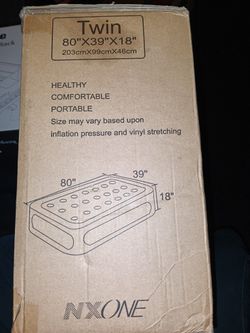 Twin
80"X39"X18"
203cmX99cmX46cm
HEALTHY
COMFORTABLE
PORTABLE
Size may vary based upon
inflation pressure and vinyl stretching
80"
39"
18"
NXONE